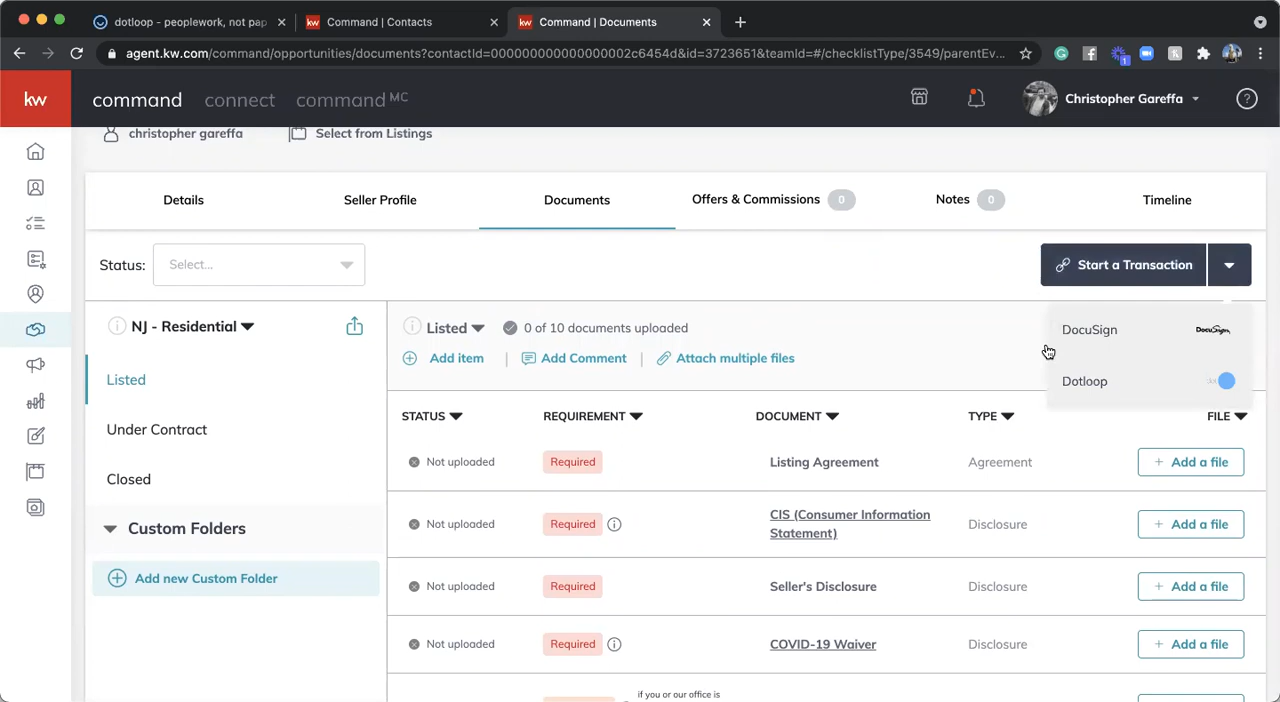 dotloop - peoplework, not pap
Command | Contacts
Command | Documents
agent.kw.com/command/opportunities/documents?contactId=000000000000000002c6454d&id=3723651&teamId=#/checklistType/3549/parentEv...
1
kw
command
connect
command MC
Christopher Gareffa
christopher gareffa
Select from Listings
Details
Seller Profile
Documents
Offers & Commissions 0
Notes 0
Timeline
Status:
Select...
Start a Transaction
NJ - Residential
Listed
0 of 10 documents uploaded
DocuSign
DocuSign
Add item
Add Comment
Attach multiple files
Dotloop
Listed
Under Contract
Closed
Custom Folders
Add new Custom Folder
STATUS
REQUIREMENT
DOCUMENT
TYPE
FILE
Not uploaded
Required
Listing Agreement
Agreement
+ Add a file
Not uploaded
Required
CIS (Consumer Information
Statement)
Disclosure
+ Add a file
Not uploaded
Required
Seller's Disclosure
Disclosure
+ Add a file
Not uploaded
Required
COVID-19 Waiver
Disclosure
+ Add a file
if you or our office is